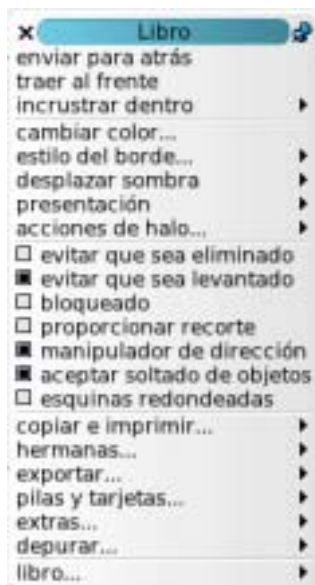 Libro
enviar para atrás
traer al frente
incrustrar dentro
cambiar color...
estilo del borde...
desplazar sombra
presentación
acciones de halo...
evitar que sea eliminado
evitar que sea levantado
bloqueado
proporcionar recorte
manipulador de dirección
aceptar soltado de objetos
esquinas redondeadas
copiar e imprimir...
hermanas...
exportar...
pilas y tarjetas...
extras...
depurar...
libro...